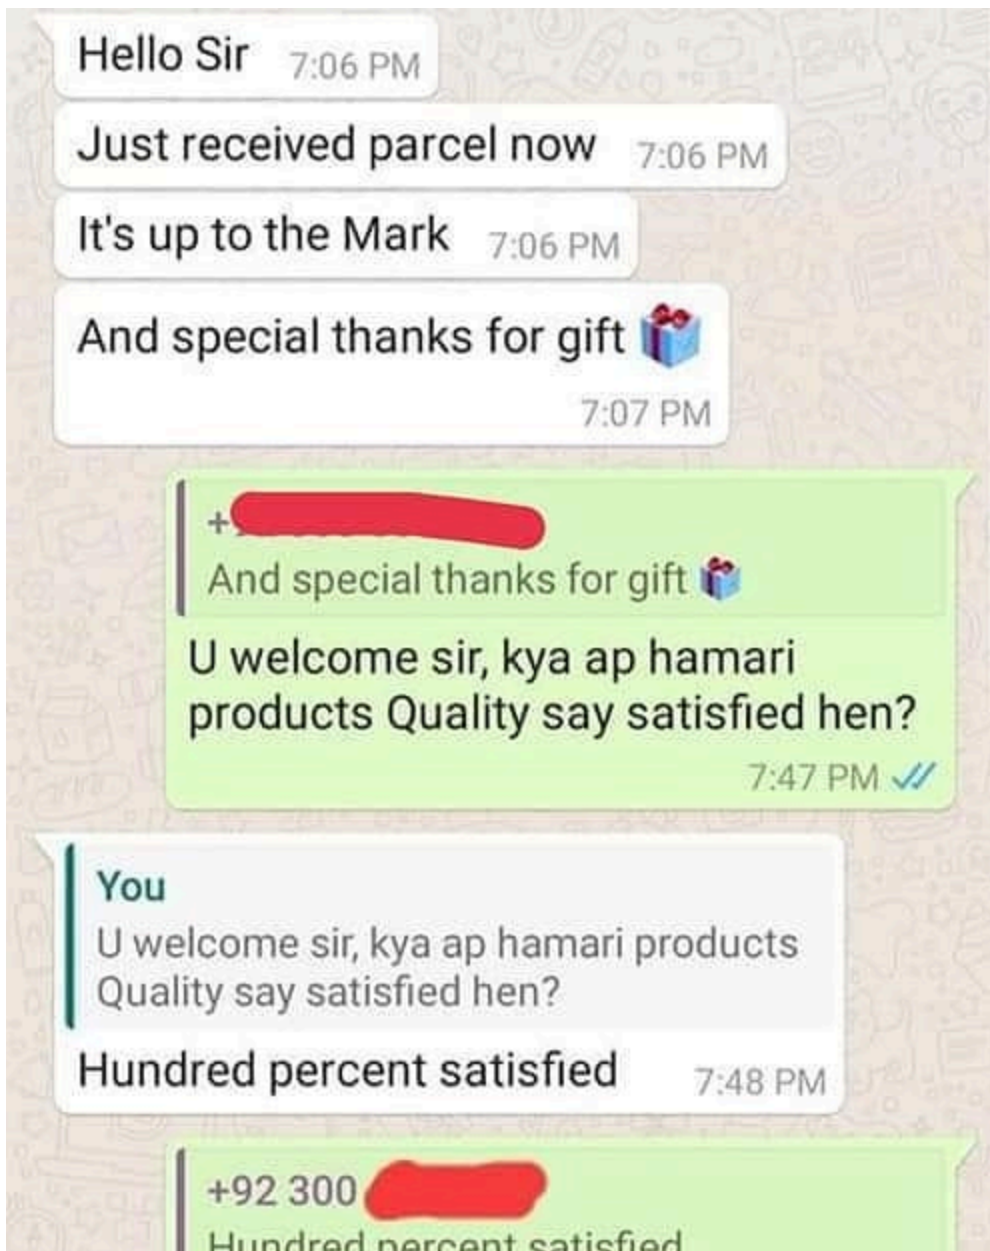 Hello Sir 7:06 PM
Just received parcel now 7:06 PM
It's up to the Mark 7:06 PM
And special thanks for gift 🎁
7:07 PM
+
And special thanks for gift 🎁
U welcome sir, kya ap hamari
products Quality say satisfied hen?
7:47 PM
You
U welcome sir, kya ap hamari products
Quality say satisfied hen?
Hundred percent satisfied 7:48 PM
+92 300
Hundred percent satisfied